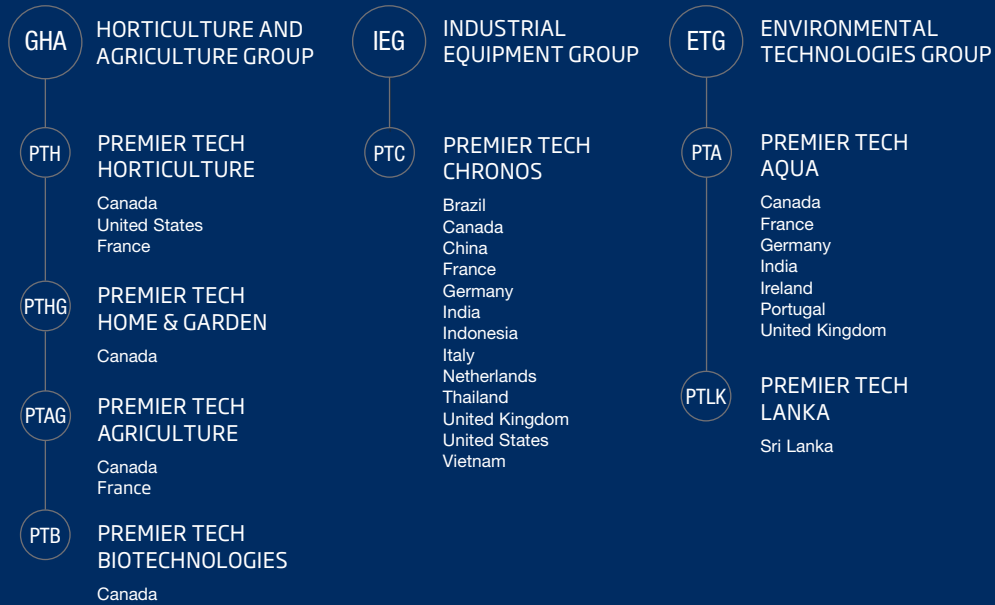 GHA
HORTICULTURE AND
AGRICULTURE GROUP
PTH
PREMIER TECH
HORTICULTURE
Canada
United States
France
PTHG
PREMIER TECH
HOME & GARDEN
Canada
PTAG
PREMIER TECH
AGRICULTURE
Canada
France
PTB
PREMIER TECH
BIOTECHNOLOGIES
Canada
IEG
INDUSTRIAL
EQUIPMENT GROUP
PTC
PREMIER TECH
CHRONOS
Brazil
Canada
China
France
Germany
India
Indonesia
Italy
Netherlands
Thailand
United Kingdom
United States
Vietnam
ETG
ENVIRONMENTAL
TECHNOLOGIES GROUP
PTA
PREMIER TECH
AQUA
Canada
France
Germany
India
Ireland
Portugal
United Kingdom
PTLK
PREMIER TECH
LANKA
Sri Lanka